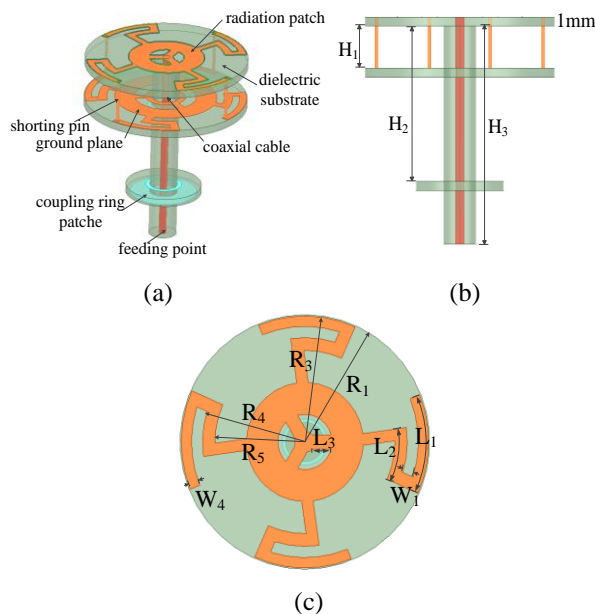 radiation patch
dielectric
substrate
shorting pin
ground plane
coaxial cable
coupling ring
patche
feeding point
(a)
1mm
H₁
H₂
H₃
(b)
R₃
R₁
R₄
R₅
L₃
L₂
L₁
W₄
W₁
(c)